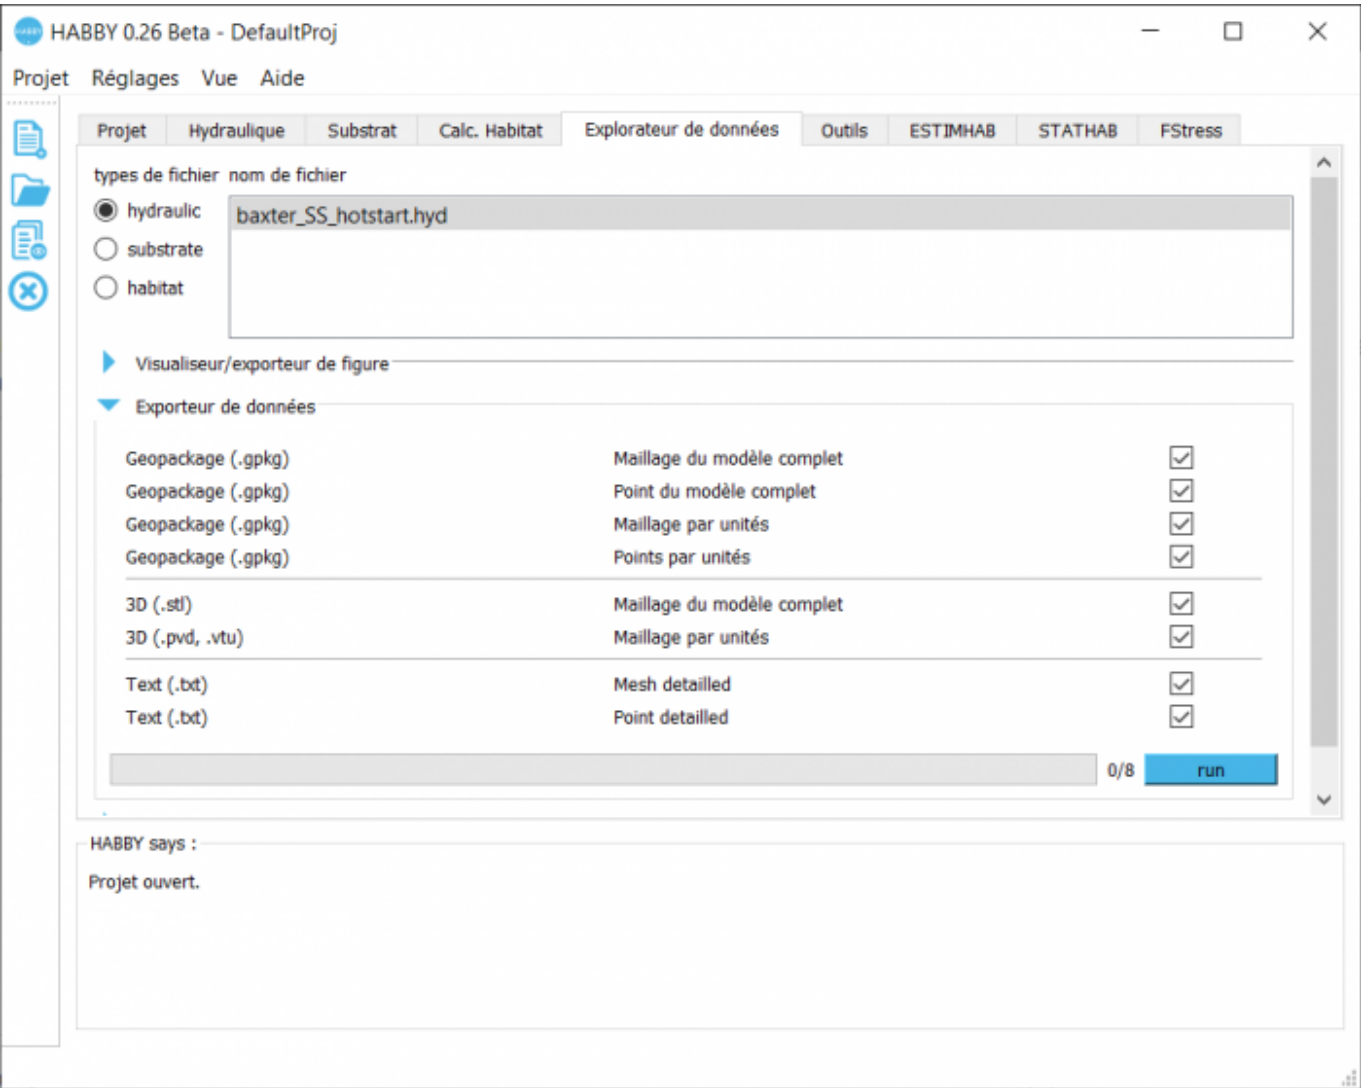 HABBY 0.26 Beta - DefaultProj
Projet Réglages Vue Aide
Projet Hydraulique Substrat Calc. Habitat Explorateur de données Outils ESTIMHAB STATHAB FStress
types de fichier nom de fichier
hydraulic baxter_SS_hotstart.hyd
substrate
habitat
Visualiseur/exporteur de figure
Exporteur de données
Geopackage (.gpkg) Maillage du modèle complet
Geopackage (.gpkg) Point du modèle complet
Geopackage (.gpkg) Maillage par unités
Geopackage (.gpkg) Points par unités
3D (.stl) Maillage du modèle complet
3D (.pvd, .vtu) Maillage par unités
Text (.txt) Mesh detailled
Text (.txt) Point detailled
0/8 run
HABBY says :
Projet ouvert.